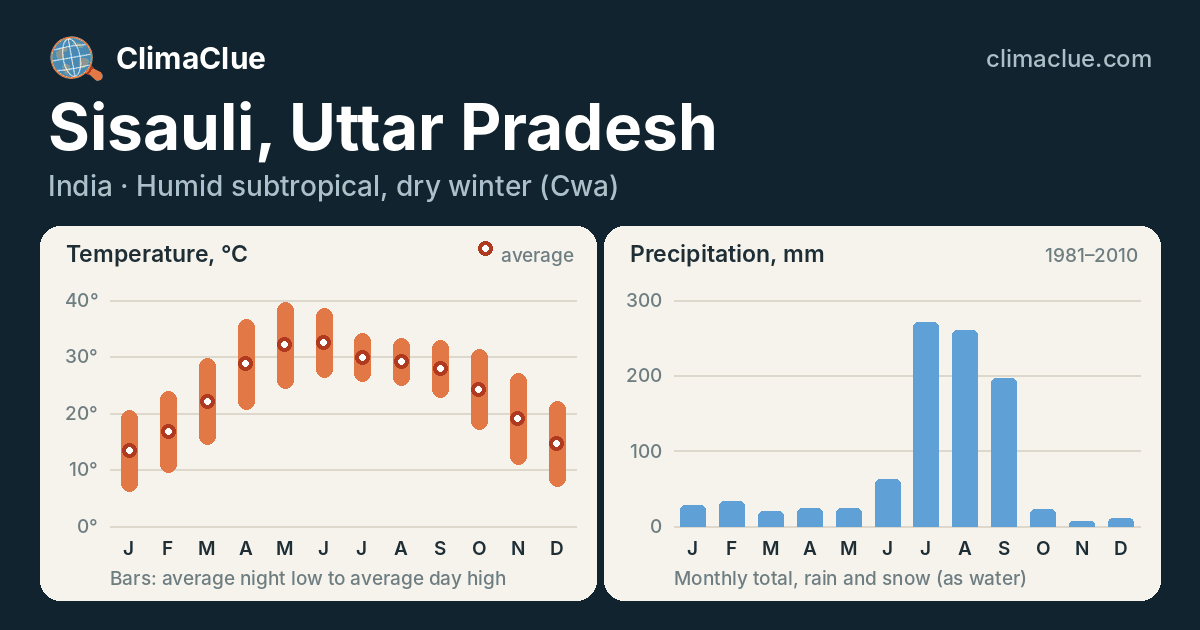 ClimaClue
climaclue.com
Sisauli, Uttar Pradesh
India · Humid subtropical, dry winter (Cwa)
Temperature, °C
average
40°
30°
20°
10°
0°
J F M A M J J A S O N D
Bars: average night low to average day high
Precipitation, mm
1981–2010
300
200
100
0
J F M A M J J A S O N D
Monthly total, rain and snow (as water)